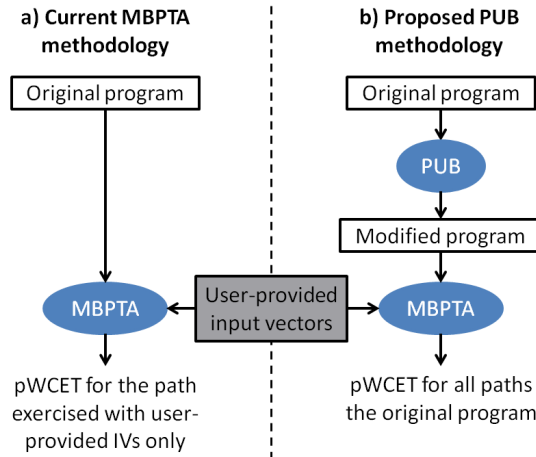 a) Current MBPTA
methodology
Original program
MBPTA
pWCET for the path
exercised with user-
provided IVs only
User-provided
input vectors
b) Proposed PUB
methodology
Original program
PUB
Modified program
MBPTA
pWCET for all paths
the original program